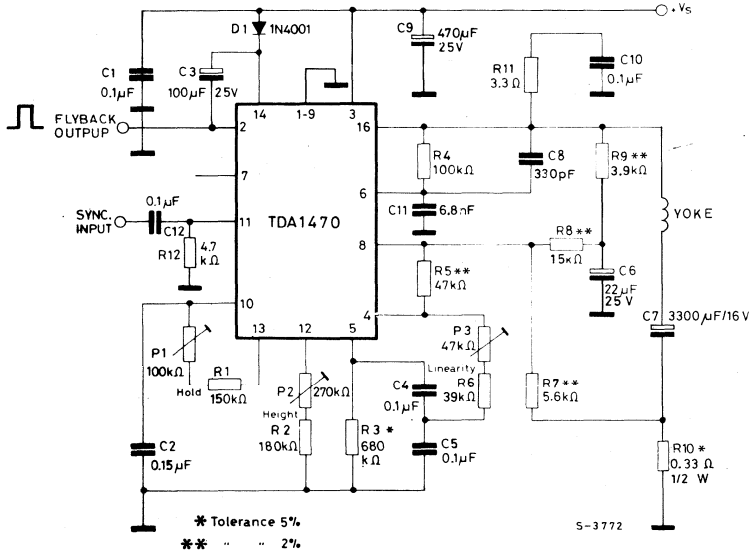 + Vs
D1 1N4001
C9 470µF
25V
C1
0.1µF
C3
100µF 25V
R11
3.3Ω
C10
0.1µF
14 1-9 3
FLYBACK
OUTPUP
2
16
R4
100kΩ
C8
330pF
R9 **
3.9kΩ
7
6
YOKE
0.1µF
C11 6.8nF
SYNC.
INPUT
C12
11
TDA1470
R12 4.7
kΩ
8
R8 **
15kΩ
R5 **
47kΩ
C6
22µF
25V
C7 3300µF/16V
10
4
13 12 5
P1
100kΩ
Hold
R1
150kΩ
P2 270kΩ
Height
P3
47kΩ
Linearity
R6
39kΩ
C4
0.1µF
R7 **
5.6kΩ
C2
0.15µF
R2
180kΩ
R3 *
680
kΩ
C5
0.1µF
R10 *
0.33 Ω
1/2 W
* Tolerance 5%
** " " 2%
S-3772